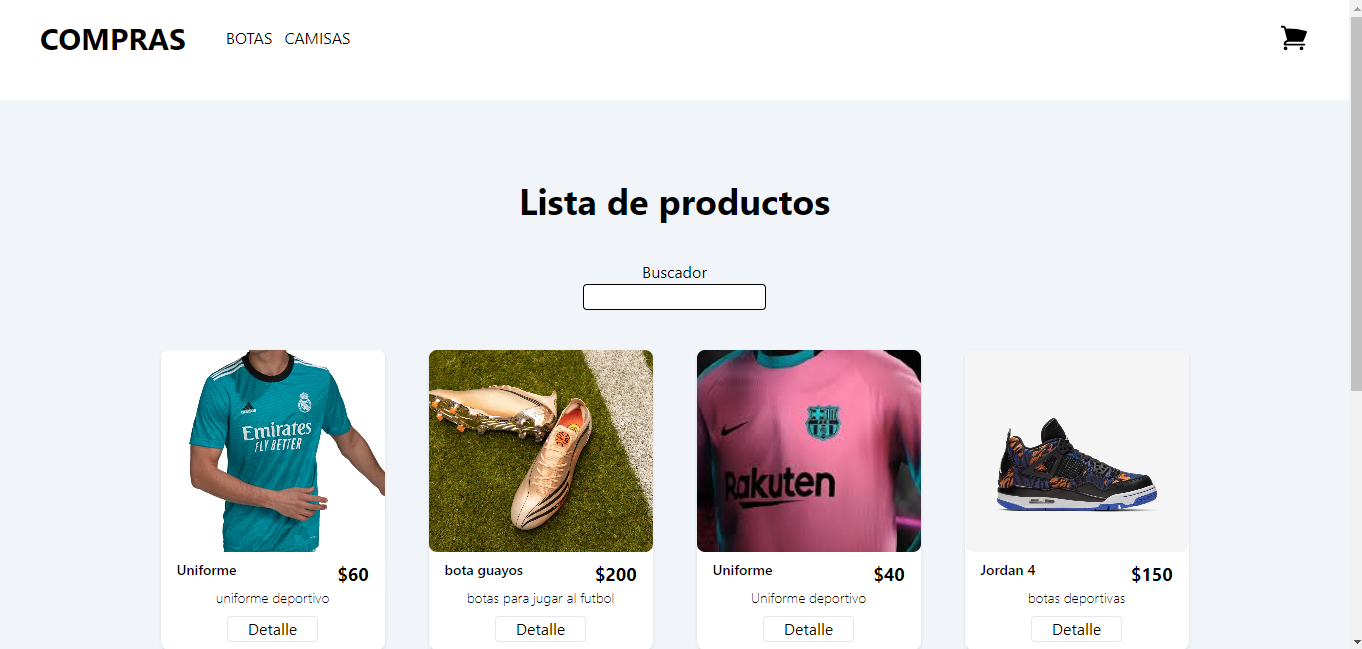 COMPRAS BOTAS CAMISAS
Lista de productos
Buscador
adidas
Emirates
FLY BETTER
Rakuten
Uniforme $60
uniforme deportivo
Detalle
bota guayos $200
botas para jugar al futbol
Detalle
Uniforme $40
Uniforme deportivo
Detalle
Jordan 4 $150
botas deportivas
Detalle